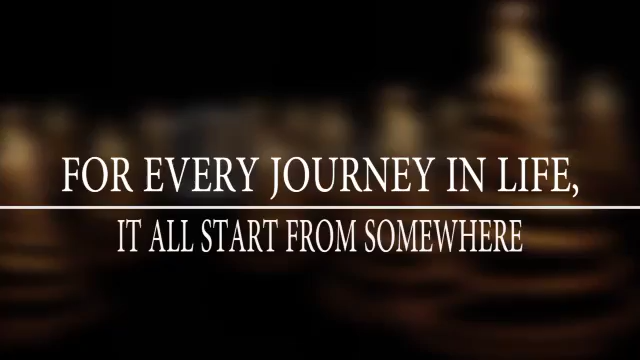 FOR EVERY JOURNEY IN LIFE,
IT ALL START FROM SOMEWHERE